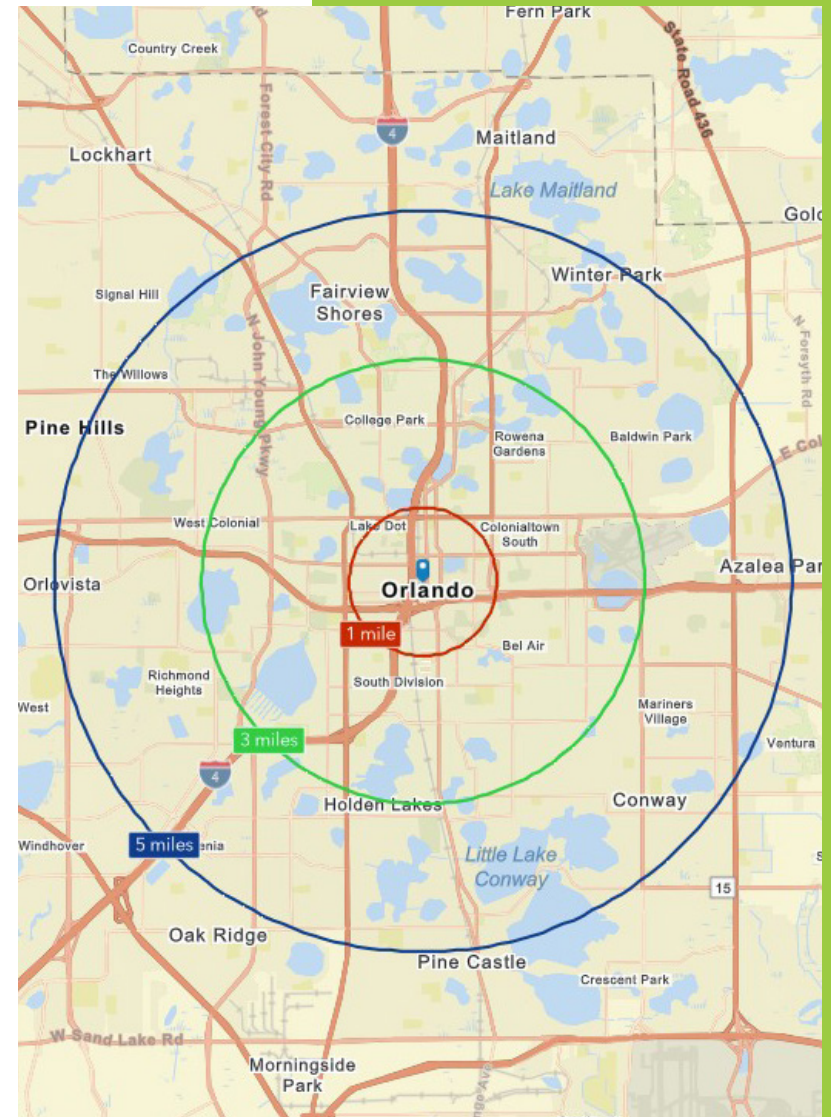 Fern Park
Country Creek
State Road 436
Forest City Rd
4
Maitland
Lockhart
Lake Maitland
Winter Park
Signal Hill
Fairview
Shores
N Forsyth Rd
N John Young Pkwy
The Willows
Pine Hills
College Park
Rowena
Gardens
Baldwin Park
West Colonial
Lake Dot
Colonialtown
South
Orlando
Orlovista
1 mile
Bel Air
Richmond
Heights
South Division
West
Mariners
Village
3 miles
Ventura
4
Holden Lakes
Conway
Windhover
5 miles
Little Lake
Conway
15
Oak Ridge
Pine Castle
Crescent Park
W Sand Lake Rd
Morningside
Park